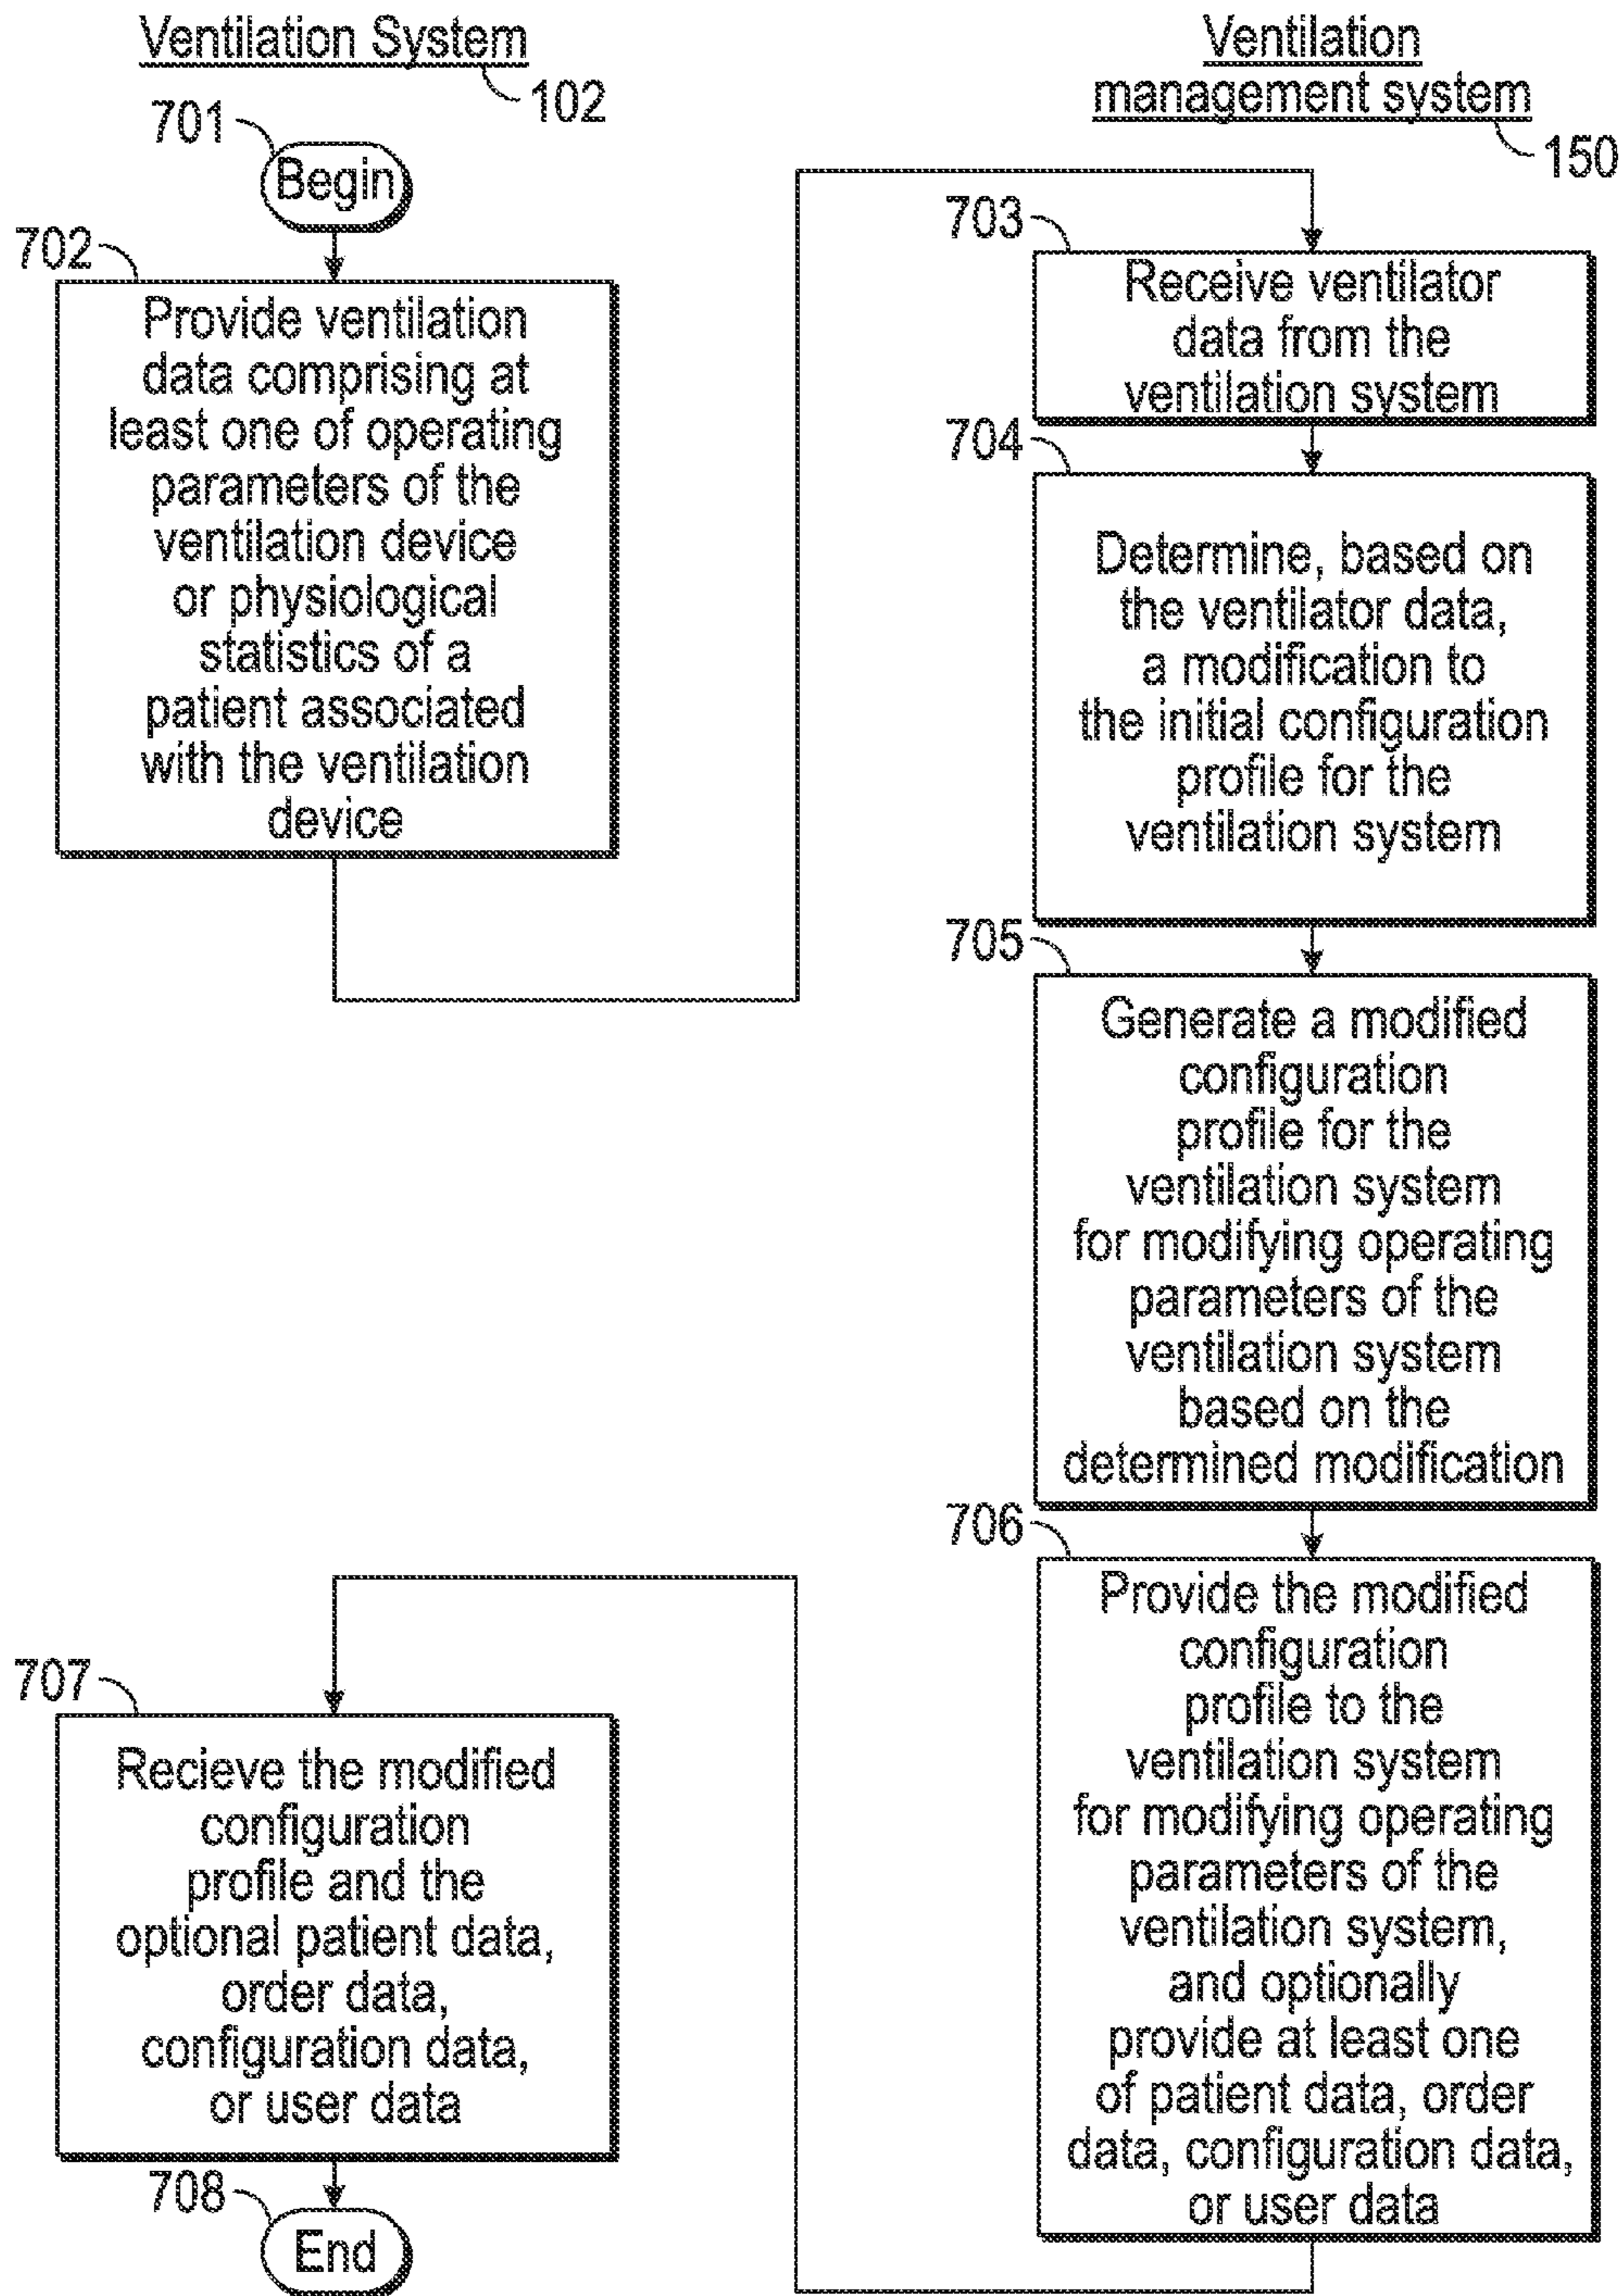 Ventilation System
102
701
Begin
702
Provide ventilation
data comprising at
least one of operating
parameters of the
ventilation device
or physiological
statistics of a
patient associated
with the ventilation
device
Ventilation
management system
150
703
Receive ventilator
data from the
ventilation system
704
Determine, based on
the ventilator data,
a modification to
the initial configuration
profile for the
ventilation system
705
Generate a modified
configuration
profile for the
ventilation system
for modifying operating
parameters of the
ventilation system
based on the
determined modification
706
Provide the modified
configuration
profile to the
ventilation system
for modifying operating
parameters of the
ventilation system,
and optionally
provide at least one
of patient data, order
data, configuration data,
or user data
707
Recieve the modified
configuration
profile and the
optional patient data,
order data,
configuration data,
or user data
708
End